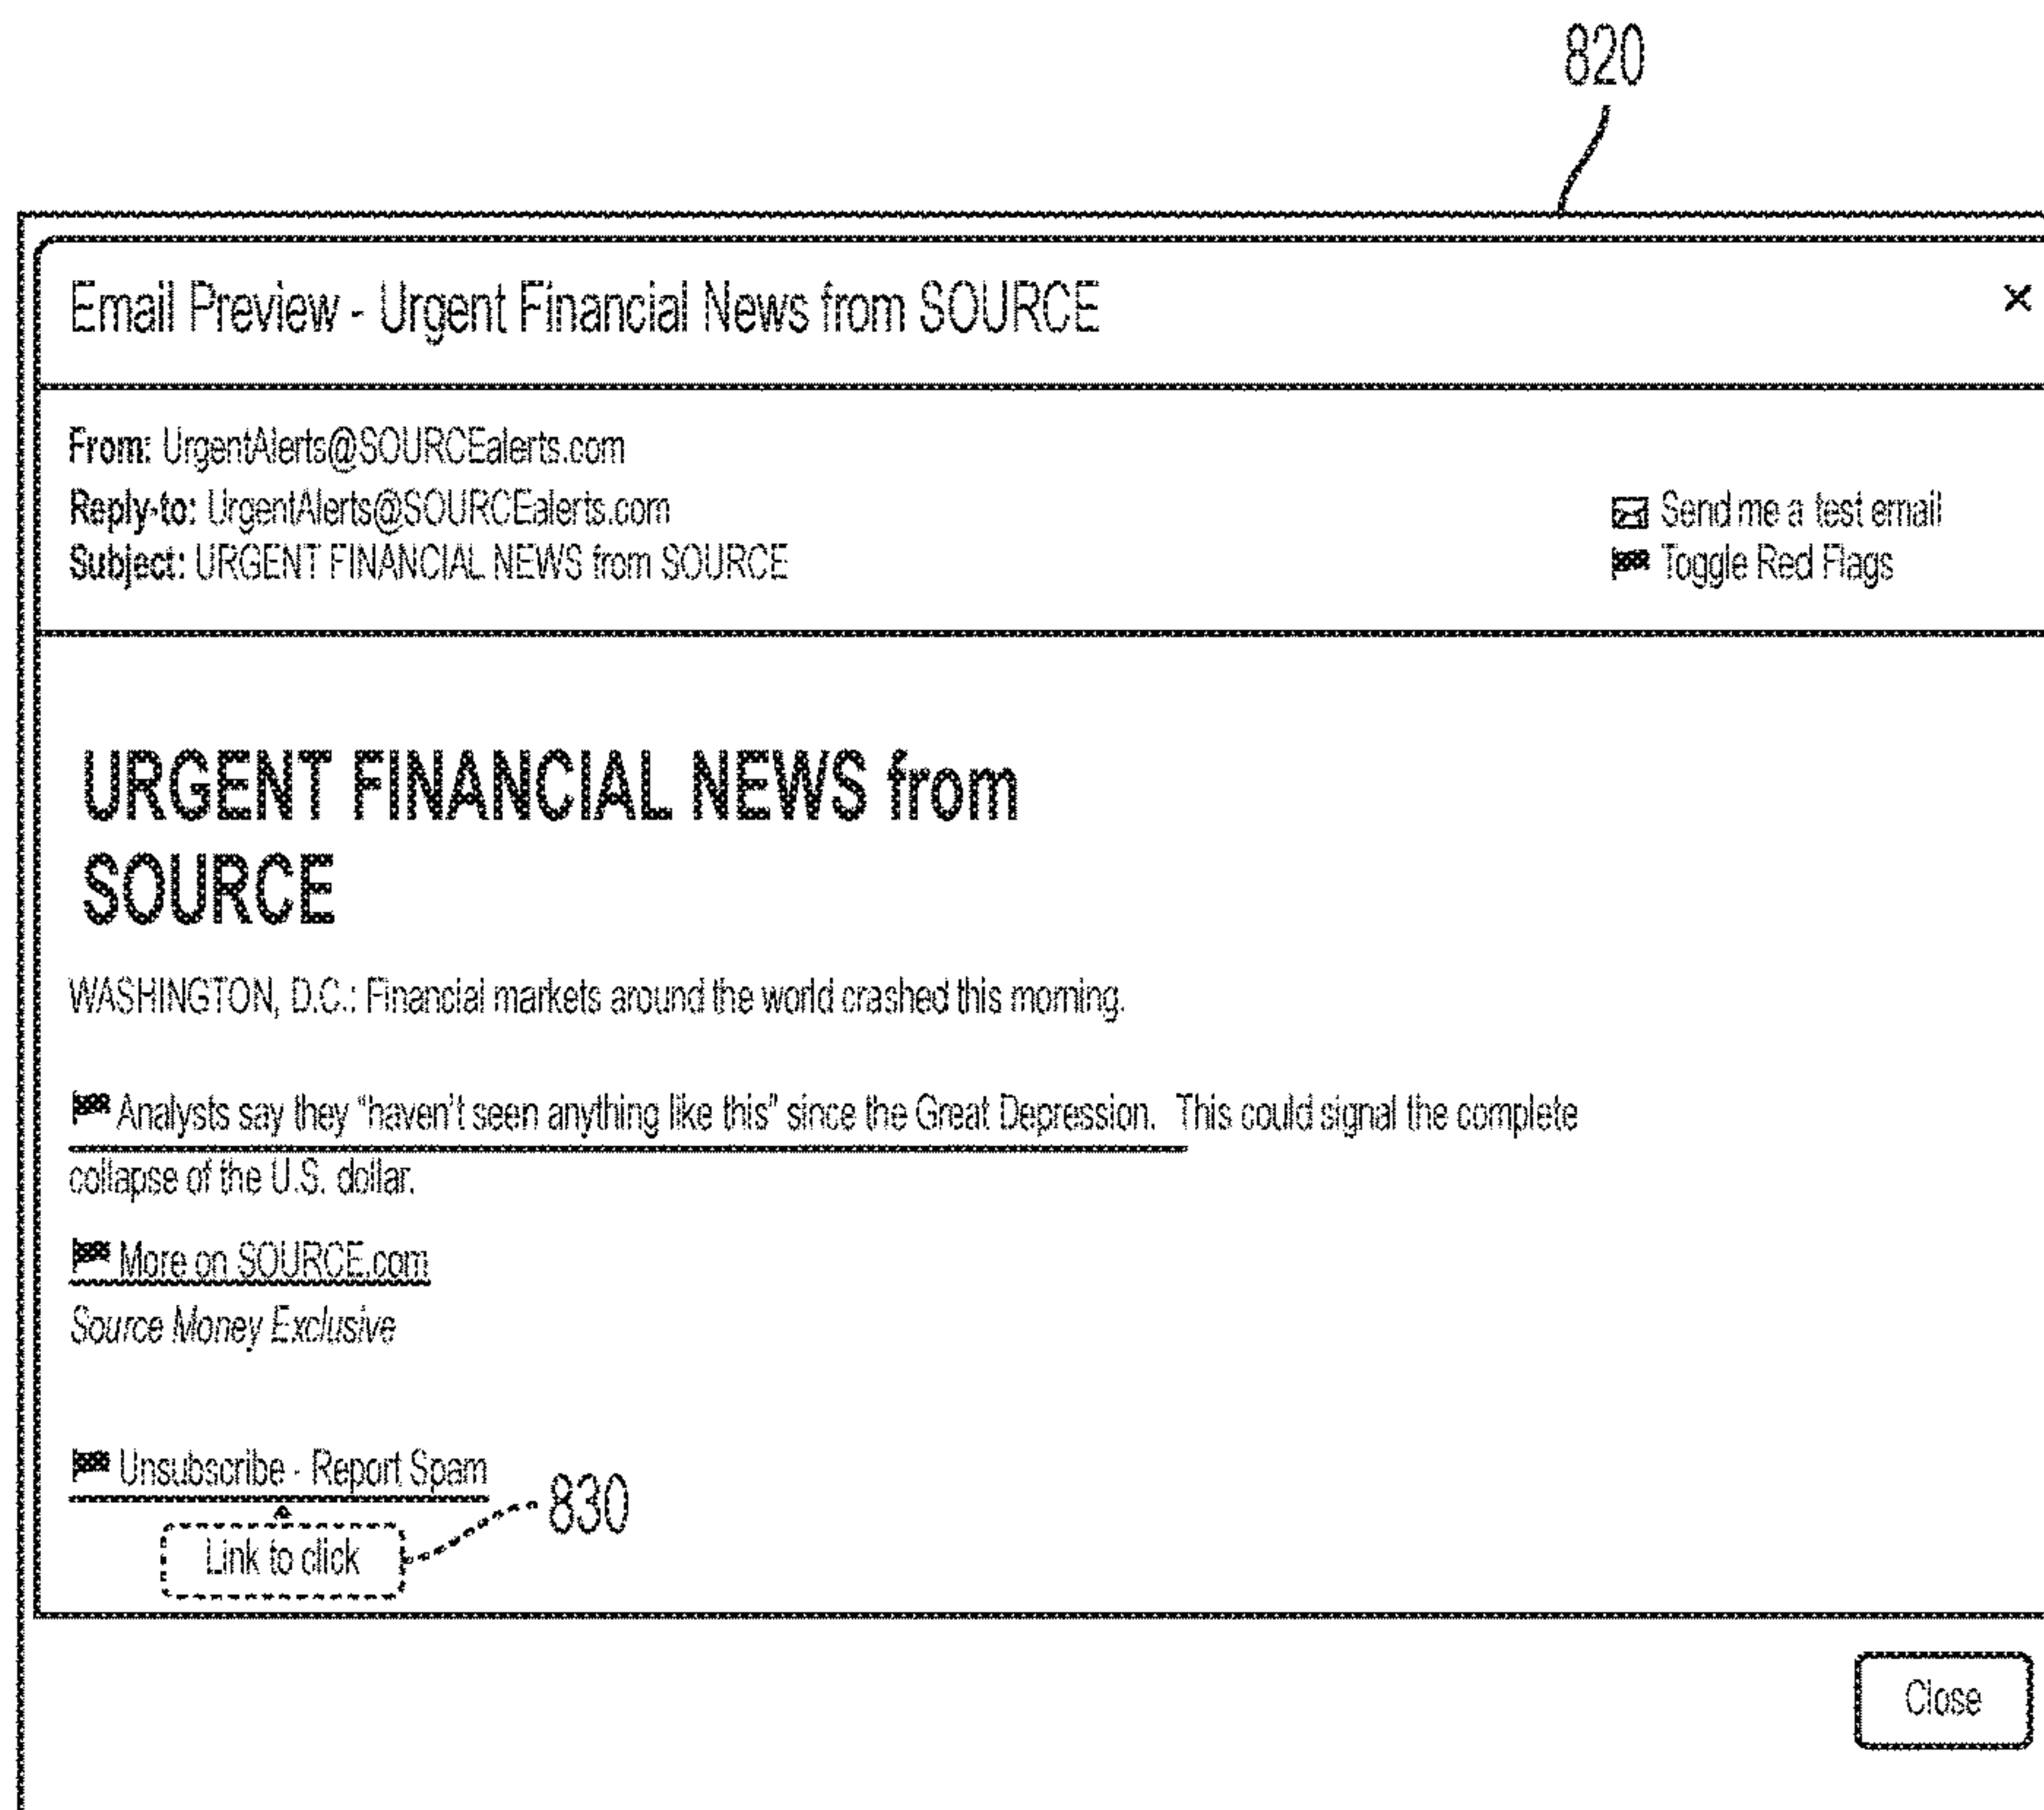 820
Email Preview - Urgent Financial News from SOURCE ×
From: UrgentAlerts@SOURCEalerts.com
Reply-to: UrgentAlerts@SOURCEalerts.com
Send me a test email
Subject: URGENT FINANCIAL NEWS from SOURCE
Toggle Red Flags
URGENT FINANCIAL NEWS from
SOURCE
WASHINGTON, D.C.: Financial markets around the world crashed this morning.
Analysts say they "haven't seen anything like this" since the Great Depression. This could signal the complete
collapse of the U.S. dollar.
More on SOURCE.com
Source Money Exclusive
Unsubscribe - Report Spam
830
Link to click
Close